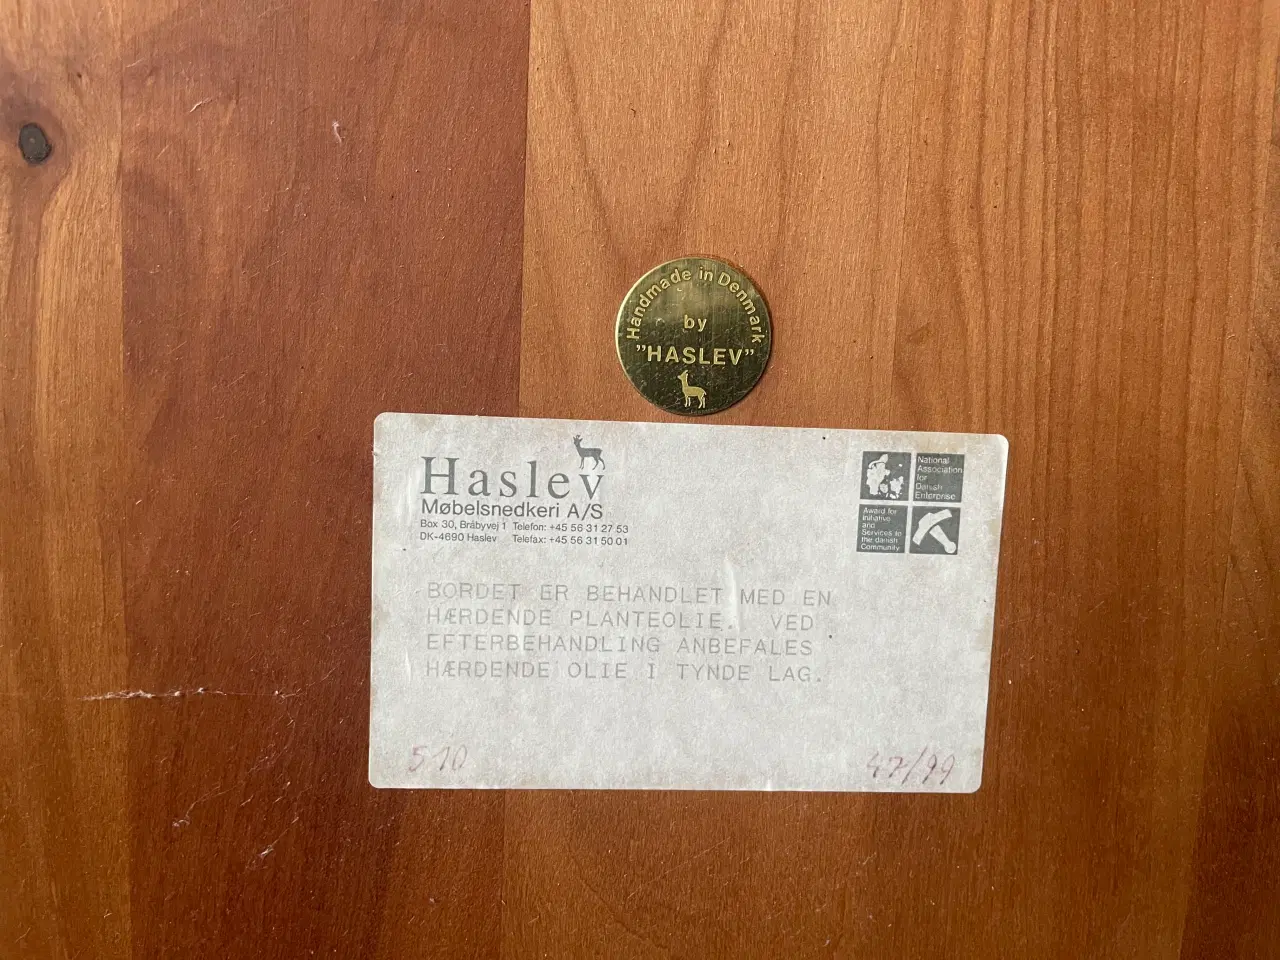 Handmade in Denmark
by
"HASLEV"
Haslev
Møbelsnedkeri A/S
Box 30, Bråbyvej 1 Telefon: +45 56 31 27 53
DK-4690 Haslev Telefax: +45 56 31 50 01
National
Association
for
Danish
Enterprise
Award for
Initiative
and
Services to
the danish
Community
BORDET ER BEHANDLET MED EN
HÆRDENDE PLANTEOLIE. VED
EFTERBEHANDLING ANBEFALES
HÆRDENDE OLIE I TYNDE LAG.
510
47/99